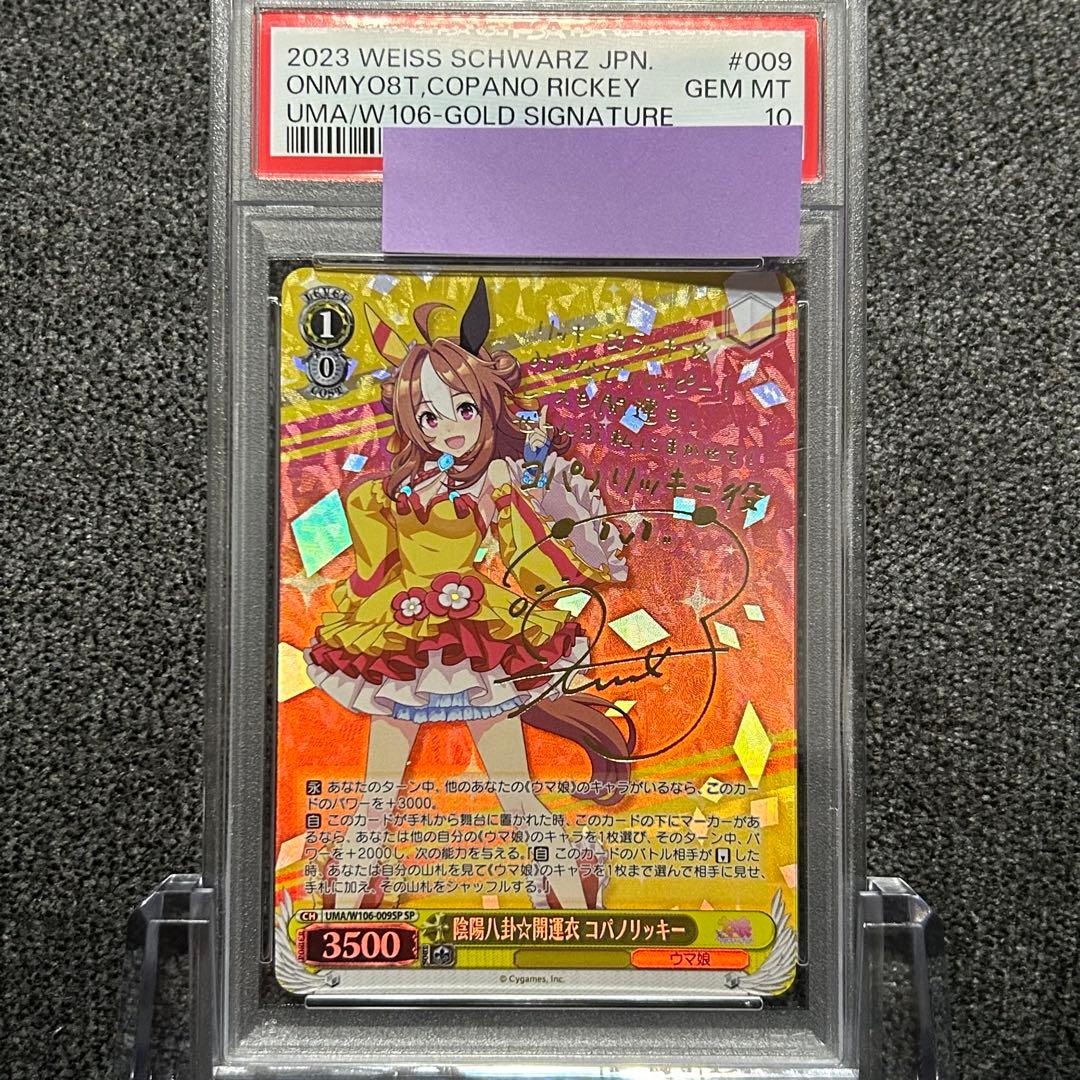 2023 WEISS SCHWARZ JPN. #009
ONMYO8T,COPANO RICKEY GEM MT
UMA/W106-GOLD SIGNATURE 10
LEVEL
1
0
COST
コパノリッキー役
永 あなたのターン中、他のあなたの《ウマ娘》のキャラがいるなら、このカー
ドのパワーを+3000。
自 このカードが手札から舞台に置かれた時、このカードの下にマーカーがあ
るなら、あなたは他の自分の《ウマ娘》のキャラを1枚選び、そのターン中、パ
ワーを+2000し、次の能力を与える。『自 このカードのバトル相手が した
時、あなたは自分の山札を見て《ウマ娘》のキャラを1枚まで選んで相手に見せ、
手札に加え、その山札をシャッフルする。』
CH UMA/W106-009SP SP
POWER 3500 SOUL 陰陽八卦☆開運衣 コパノリッキー
ウマ娘
© Cygames, Inc.